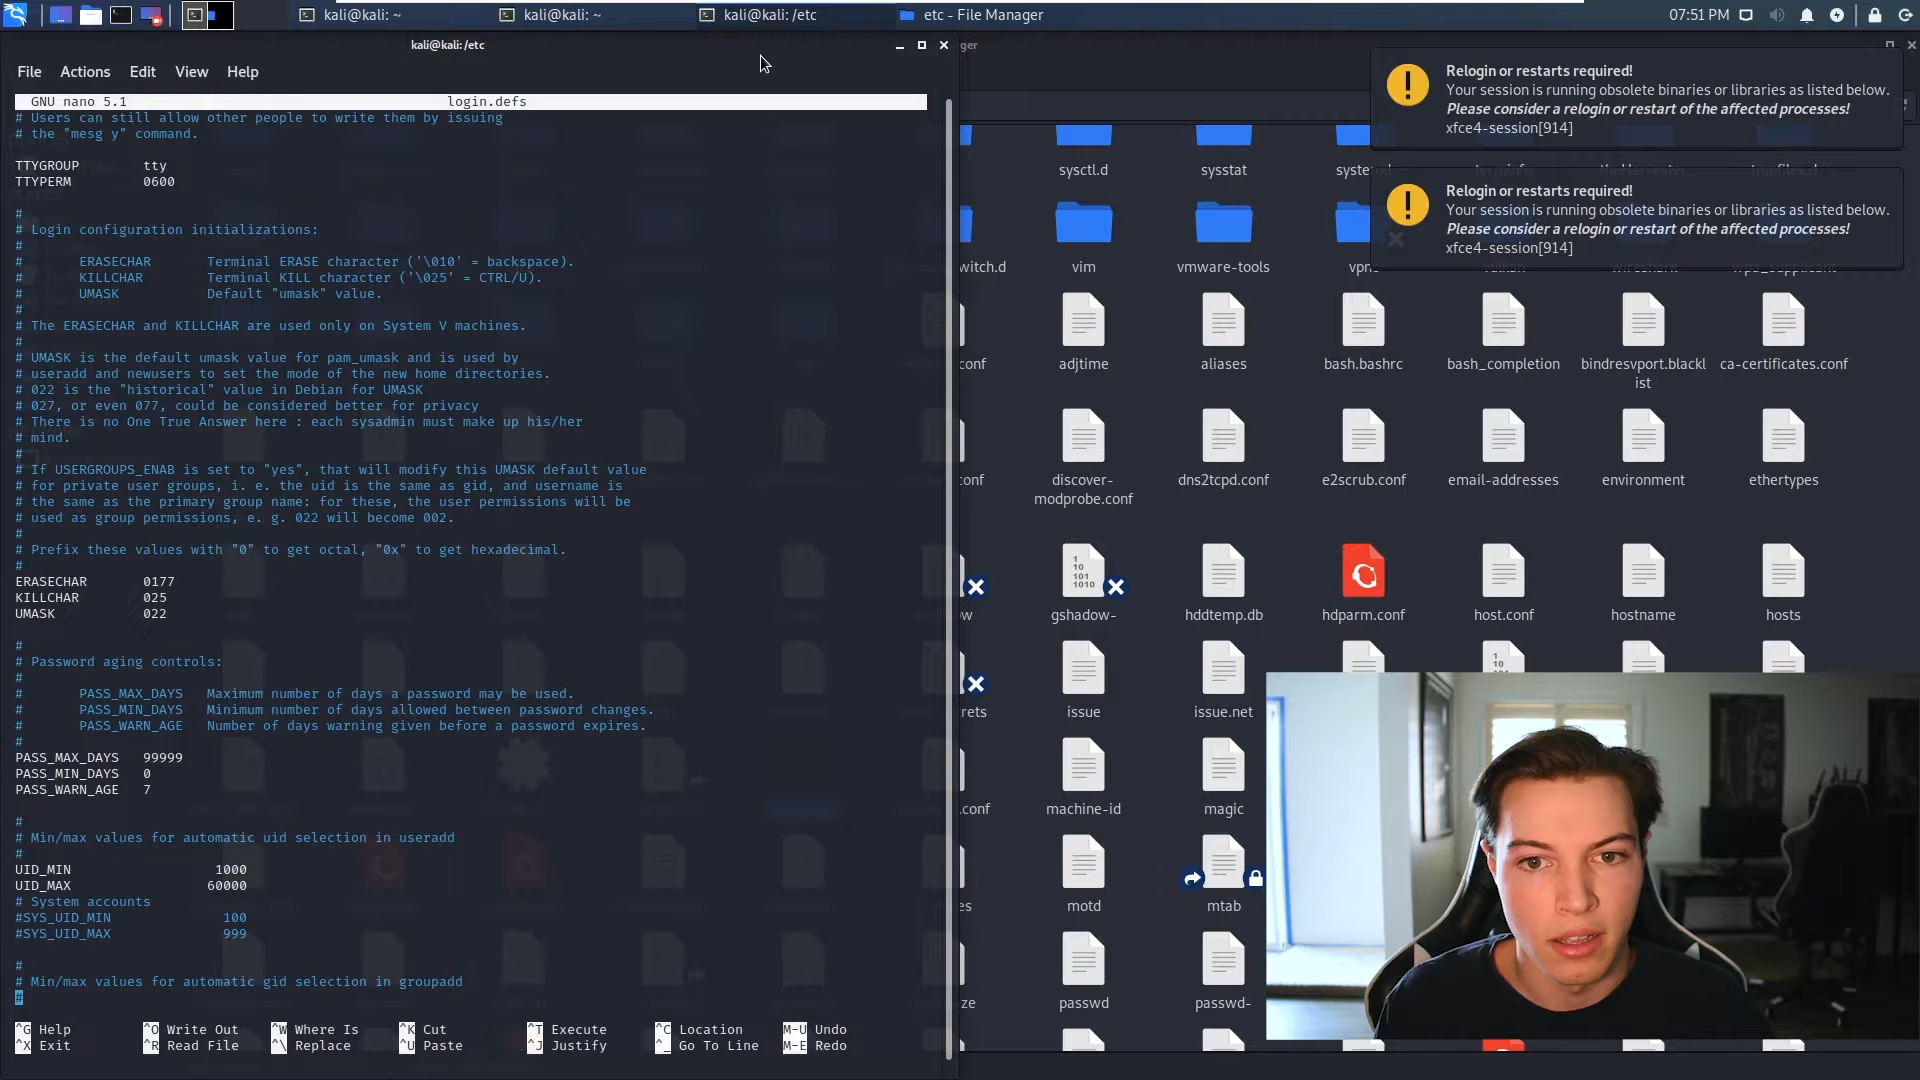 kali@kali: ~
kali@kali: ~
kali@kali: /etc
etc - File Manager
07:51 PM
kali@kali: /etc
ger
File Actions Edit View Help
GNU nano 5.1 login.defs
# Users can still allow other people to write them by issuing
# the "mesg y" command.
TTYGROUP tty
TTYPERM 0600
#
# Login configuration initializations:
#
# ERASECHAR Terminal ERASE character ('\010' = backspace).
# KILLCHAR Terminal KILL character ('\025' = CTRL/U).
# UMASK Default "umask" value.
#
# The ERASECHAR and KILLCHAR are used only on System V machines.
#
# UMASK is the default umask value for pam_umask and is used by
# useradd and newusers to set the mode of the new home directories.
# 022 is the "historical" value in Debian for UMASK
# 027, or even 077, could be considered better for privacy
# There is no One True Answer here : each sysadmin must make up his/her
# mind.
#
# If USERGROUPS_ENAB is set to "yes", that will modify this UMASK default value
# for private user groups, i. e. the uid is the same as gid, and username is
# the same as the primary group name: for these, the user permissions will be
# used as group permissions, e. g. 022 will become 002.
#
# Prefix these values with "0" to get octal, "0x" to get hexadecimal.
#
ERASECHAR 0177
KILLCHAR 025
UMASK 022
#
# Password aging controls:
#
# PASS_MAX_DAYS Maximum number of days a password may be used.
# PASS_MIN_DAYS Minimum number of days allowed between password changes.
# PASS_WARN_AGE Number of days warning given before a password expires.
#
PASS_MAX_DAYS 99999
PASS_MIN_DAYS 0
PASS_WARN_AGE 7
#
# Min/max values for automatic uid selection in useradd
#
UID_MIN 1000
UID_MAX 60000
# System accounts
#SYS_UID_MIN 100
#SYS_UID_MAX 999
#
# Min/max values for automatic gid selection in groupadd
#
^G Help ^O Write Out ^W Where Is ^K Cut ^T Execute ^C Location M-U Undo
^X Exit ^R Read File ^\ Replace ^U Paste ^J Justify ^_ Go To Line M-E Redo
Relogin or restarts required!
Your session is running obsolete binaries or libraries as listed below.
Please consider a relogin or restart of the affected processes!
xfce4-session[914]
Relogin or restarts required!
Your session is running obsolete binaries or libraries as listed below.
Please consider a relogin or restart of the affected processes!
xfce4-session[914]
sysctl.d sysstat
witch.d vim vmware-tools
conf adjtime aliases bash.bashrc bash_completion bindresvport.blackl
ist
ca-certificates.conf
conf discover-
modprobe.conf
dns2tcpd.conf e2scrub.conf email-addresses environment ethertypes
w gshadow- hddtemp.db hdparm.conf host.conf hostname hosts
rets issue issue.net
.conf machine-id magic
es motd mtab
ze passwd passwd-